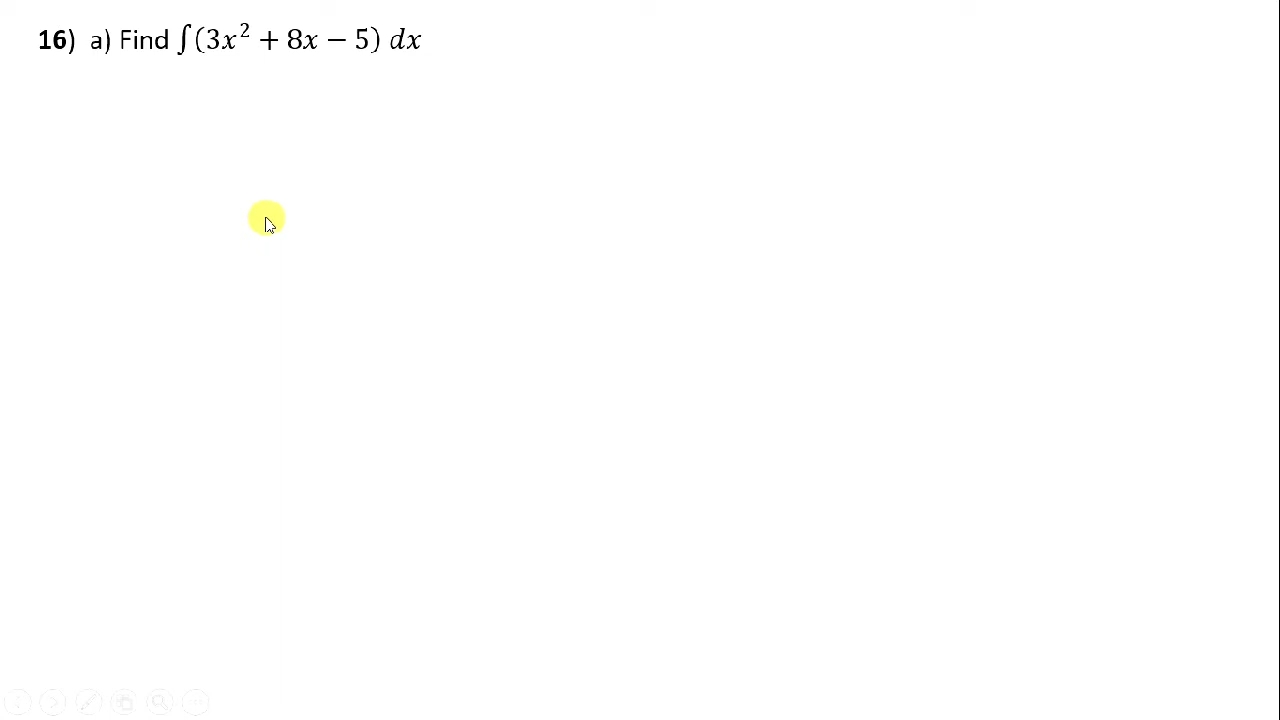 16) a) Find ∫(3x² + 8x − 5) dx